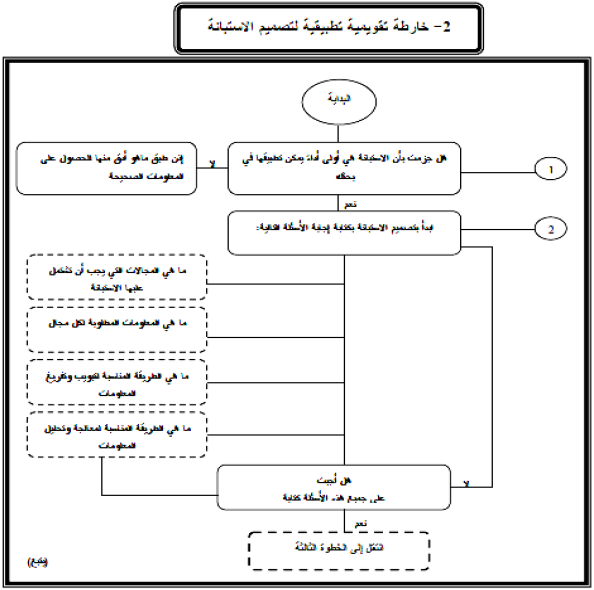 2- خارطة تقويمية تطبيقية لتصميم الاستبانة
البداية
هل جزمت بأن الاستبانة هي أولى أداة يمكن تطبيقها في
بحثك
1
لا
إذن طبق ماهو أدق منها للحصول على
المعلومات الصحيحة
نعم
ابدأ بتصميم الاستبانة بكتابة إجابة الأسئلة التالية:
2
ما هي المجالات التي يجب أن تشتمل
عليها الاستبانة
ما هي المعلومات المطلوبة لكل مجال
ما هي الطريقة المناسبة لتبويب وتفريغ
المعلومات
ما هي الطريقة المناسبة لمعالجة وتحليل
المعلومات
هل أجبت
على جميع هذه الأسئلة كتابة
لا
نعم
انتقل إلى الخطوة الثالثة
(يتبع)